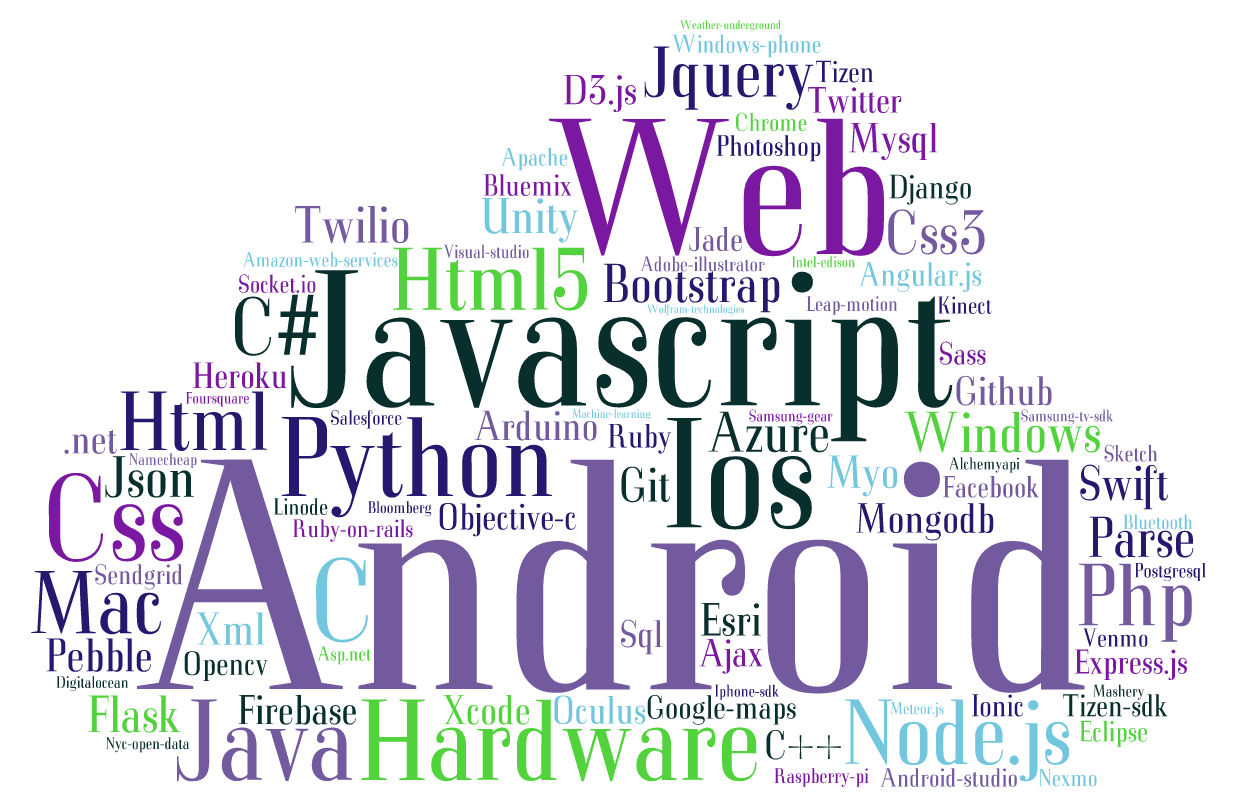 Weather-underground
Windows-phone
Jquery
Tizen
D3.js
Twitter
Web
Chrome
Mysql
Photoshop
Apache
Bluemix
Django
Unity
Twilio
Css3
Jade
Visual-studio
Amazon-web-services
Html5
Adobe-illustrator
Intel-edison
Angular.js
Socket.io
Bootstrap
Javascript
Leap-motion
Kinect
Wolfram-technologies
C#
Sass
Heroku
Github
Foursquare
Html
Salesforce
Arduino
Machine-learning
Samsung-gear
Samsung-tv-sdk
.net
Python
Ruby
Azure
Windows
Namecheap
Ios
Sketch
Json
Git
Myo
Alchemyapi
Swift
Facebook
Css
Linode
Bloomberg
Objective-c
Mongodb
Bluetooth
Ruby-on-rails
Parse
Android
Mac
Sendgrid
C
Postgresql
Php
Xml
Sql
Esri
Venmo
Pebble
Opencv
Asp.net
Ajax
Express.js
Digitalocean
Iphone-sdk
Mashery
Flask
Firebase
Xcode
Oculus
Google-maps
Meteor.js
Ionic
Tizen-sdk
Nyc-open-data
Java
Hardware
C++
Node.js
Eclipse
Raspberry-pi
Android-studio
Nexmo